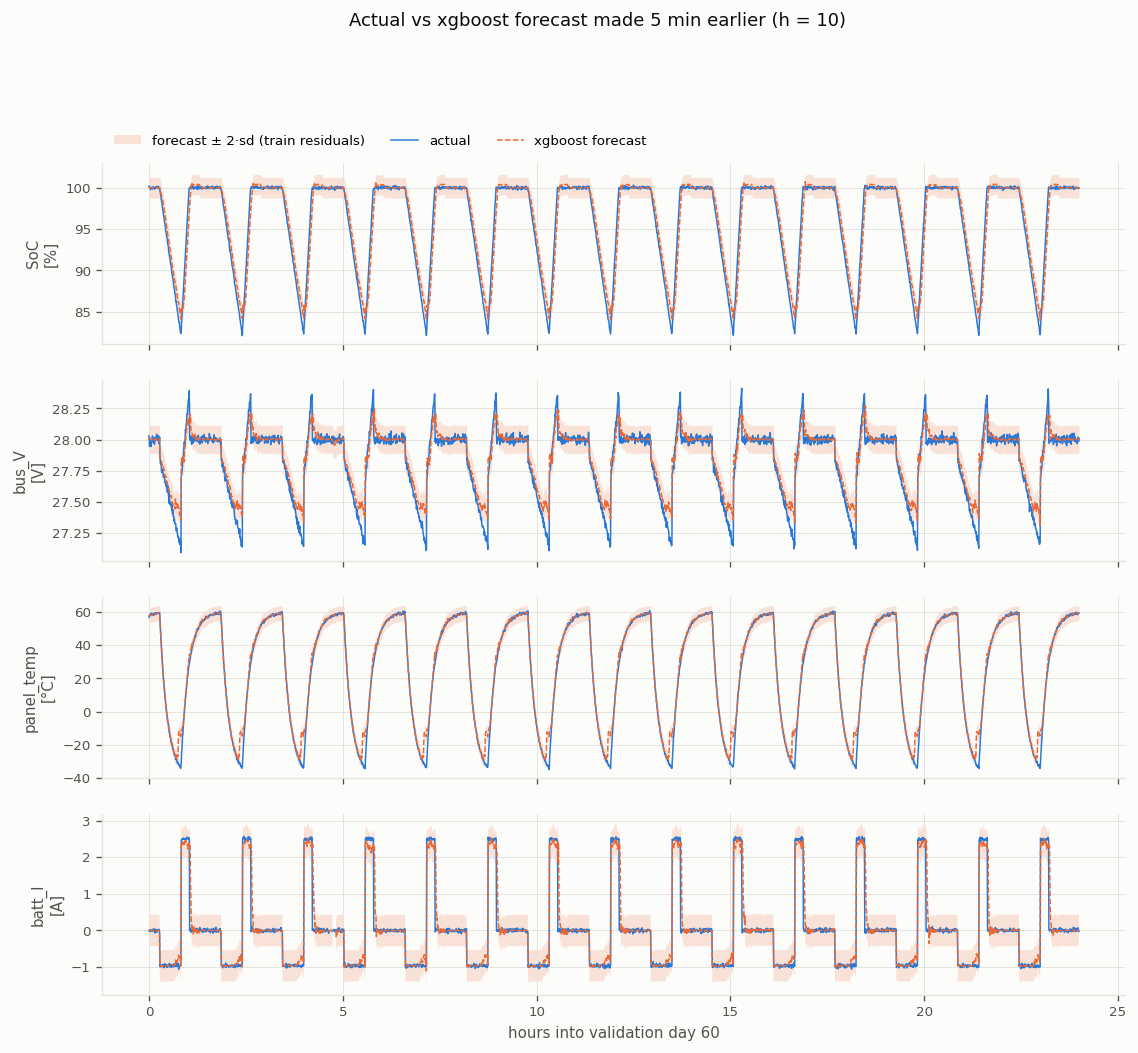 Actual vs xgboost forecast made 5 min earlier (h = 10)
forecast ± 2·sd (train residuals) actual xgboost forecast
SoC
[%]
100
95
90
85
bus_V
[V]
28.25
28.00
27.75
27.50
27.25
panel_temp
[°C]
60
40
20
0
−20
−40
batt_I
[A]
3
2
1
0
−1
0 5 10 15 20 25
hours into validation day 60